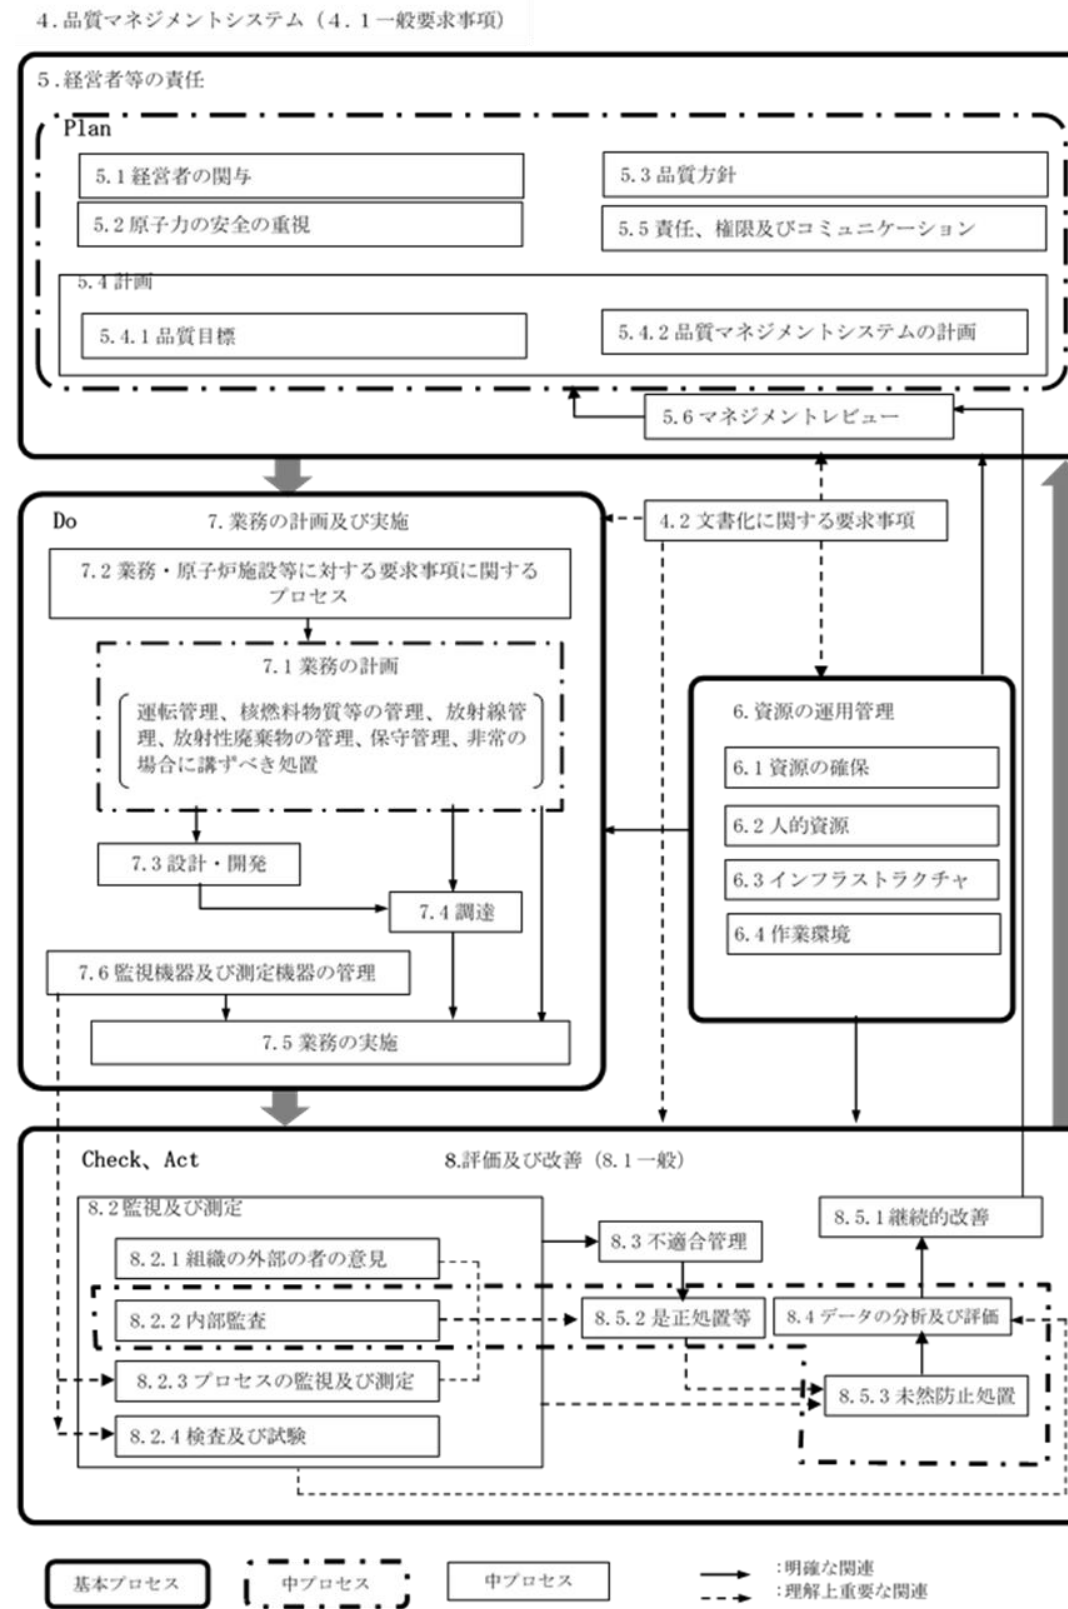 4.品質マネジメントシステム（4.1一般要求事項）
5.経営者等の責任
Plan
5.1 経営者の関与
5.3 品質方針
5.2 原子力の安全の重視
5.5 責任、権限及びコミュニケーション
5.4 計画
5.4.1 品質目標
5.4.2 品質マネジメントシステムの計画
5.6 マネジメントレビュー
Do
7.業務の計画及び実施
4.2 文書化に関する要求事項
7.2 業務・原子炉施設等に対する要求事項に関する
プロセス
7.1 業務の計画
運転管理、核燃料物質等の管理、放射線管
理、放射性廃棄物の管理、保守管理、非常の
場合に講ずべき処置
6.資源の運用管理
6.1 資源の確保
6.2 人的資源
6.3 インフラストラクチャ
6.4 作業環境
7.3 設計・開発
7.4 調達
7.6 監視機器及び測定機器の管理
7.5 業務の実施
Check、Act
8.評価及び改善（8.1一般）
8.2 監視及び測定
8.2.1 組織の外部の者の意見
8.2.2 内部監査
8.2.3 プロセスの監視及び測定
8.2.4 検査及び試験
8.3 不適合管理
8.5.1 継続的改善
8.5.2 是正処置等
8.4 データの分析及び評価
8.5.3 未然防止処置
基本プロセス
中プロセス
中プロセス
:明確な関連
:理解上重要な関連